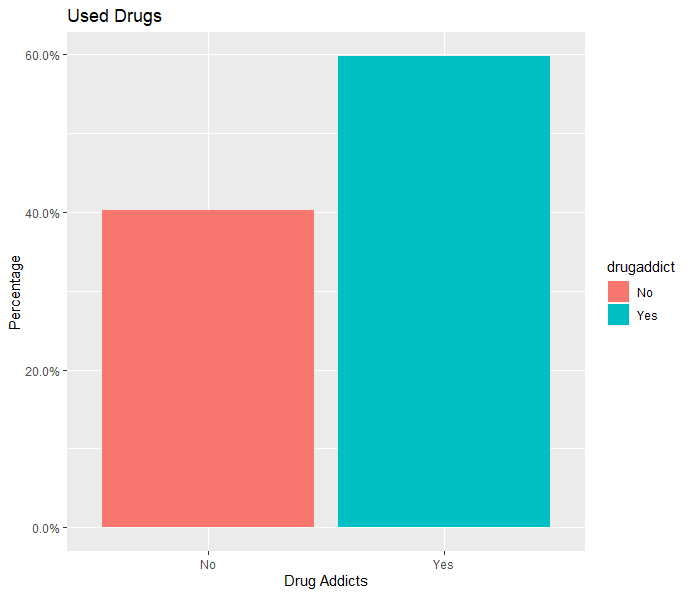 Used Drugs
Percentage
60.0%
40.0%
20.0%
0.0%
No
Yes
Drug Addicts
drugaddict
No
Yes